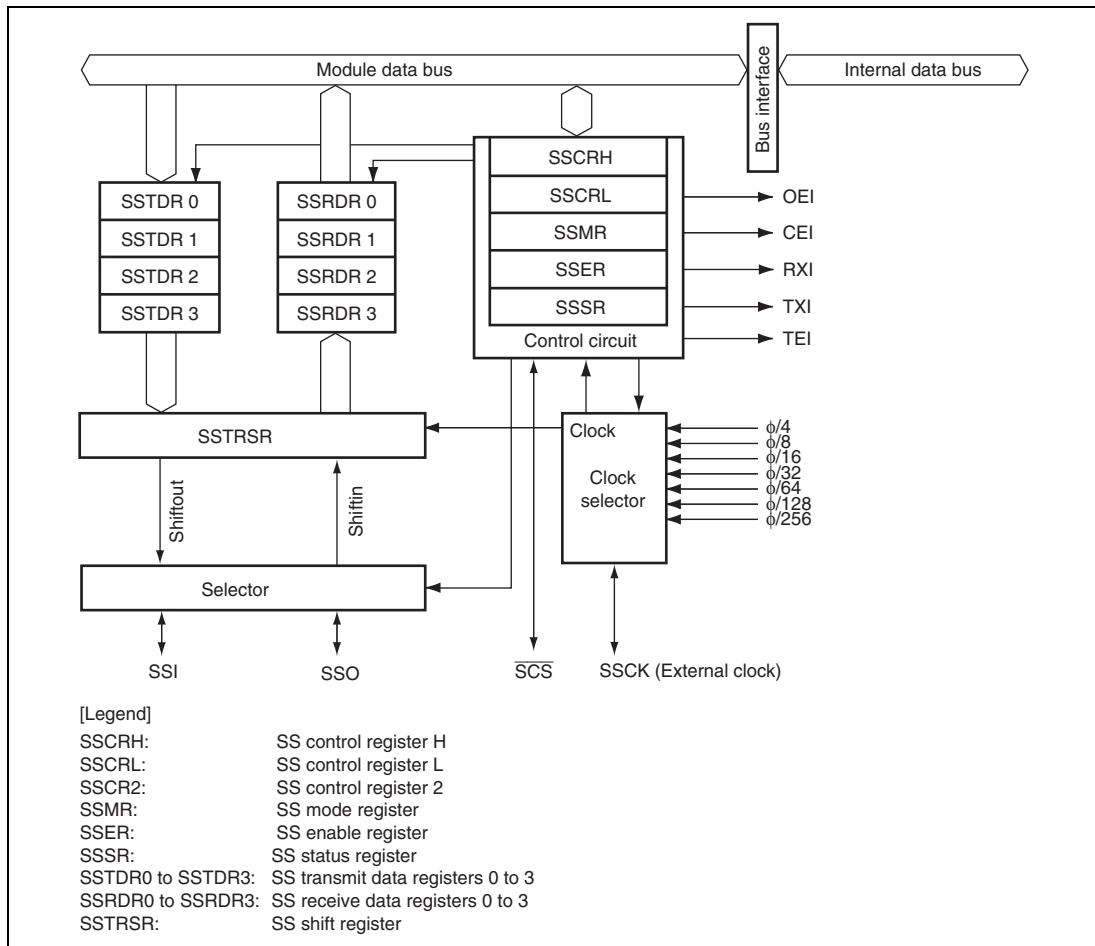 Module data bus
Bus interface
Internal data bus
SSCRH
SSTDR 0
SSRDR 0
SSCRL
OEI
SSTDR 1
SSRDR 1
SSMR
CEI
SSTDR 2
SSRDR 2
SSER
RXI
SSTDR 3
SSRDR 3
SSSR
TXI
Control circuit
TEI
SSTRSR
Clock
Clock
selector
ϕ/4
ϕ/8
ϕ/16
ϕ/32
ϕ/64
ϕ/128
ϕ/256
Shiftout
Shiftin
Selector
SSI
SSO
S̅C̅S̅
SSCK (External clock)
[Legend]
SSCRH: SS control register H
SSCRL: SS control register L
SSCR2: SS control register 2
SSMR: SS mode register
SSER: SS enable register
SSSR: SS status register
SSTDR0 to SSTDR3: SS transmit data registers 0 to 3
SSRDR0 to SSRDR3: SS receive data registers 0 to 3
SSTRSR: SS shift register